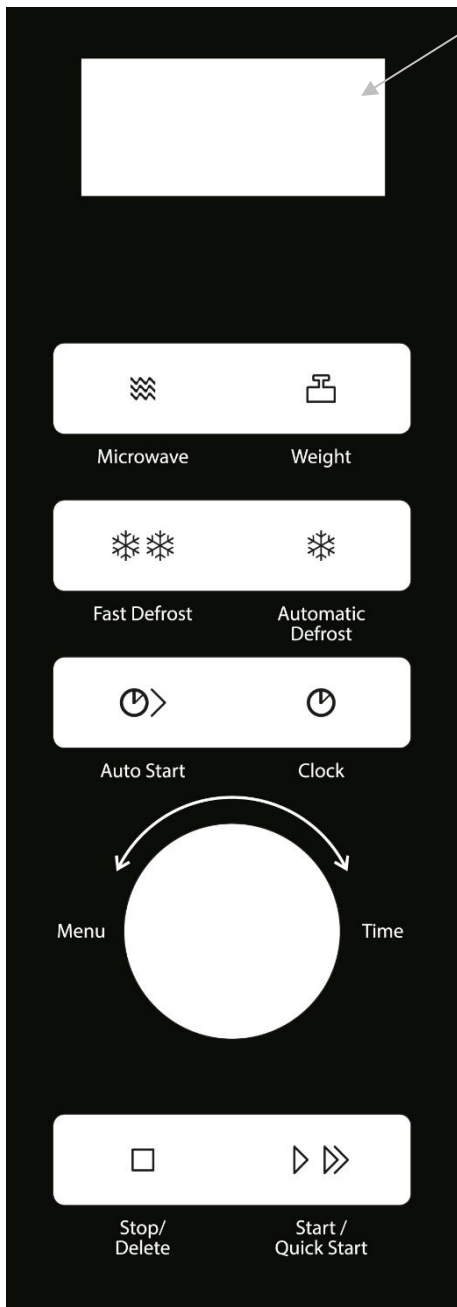 Microwave Weight
Fast Defrost Automatic
Defrost
Auto Start Clock
Menu Time
Stop/ Start /
Delete Quick Start